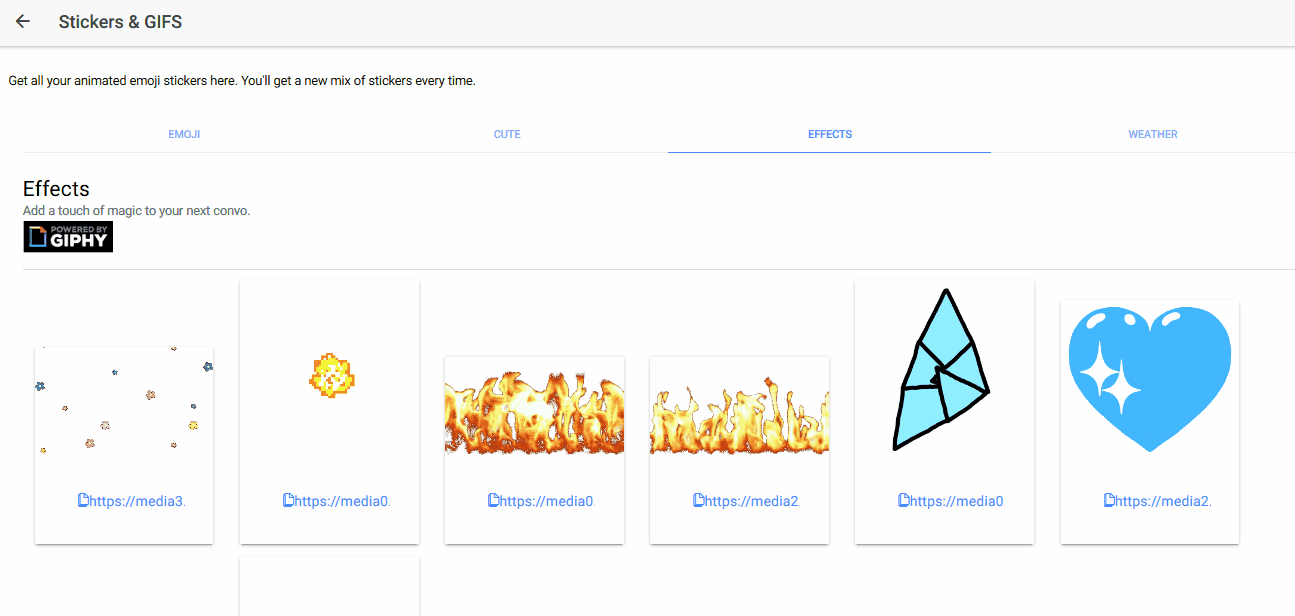 Stickers & GIFS
Get all your animated emoji stickers here. You'll get a new mix of stickers every time.
EMOJI
CUTE
EFFECTS
WEATHER
Effects
Add a touch of magic to your next convo.
POWERED BY
GIPHY
https://media3.
https://media0.
https://media0.
https://media2.
https://media0
https://media2.